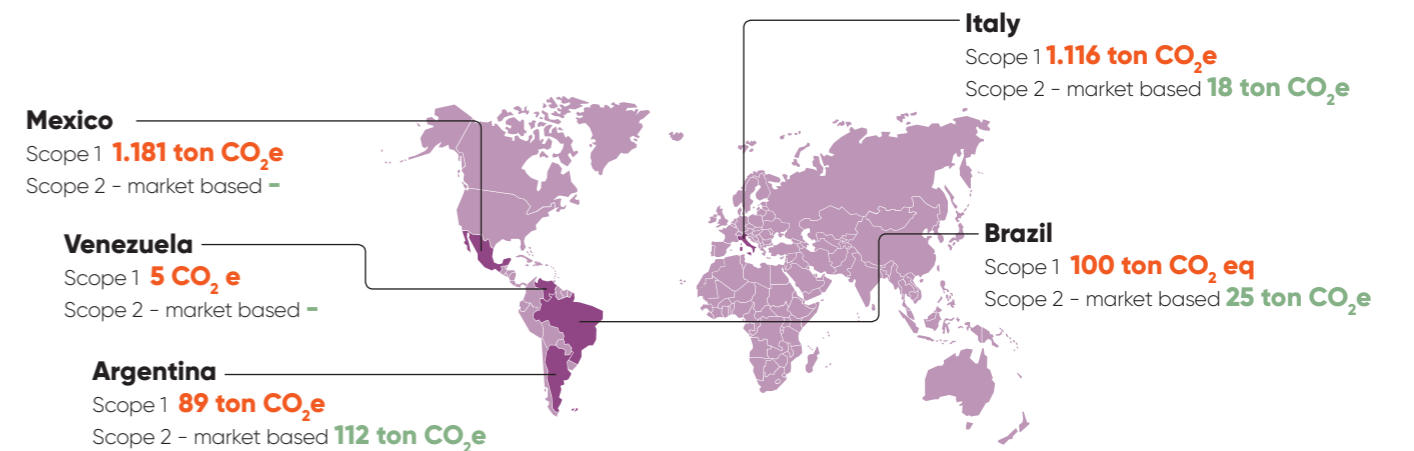 Italy
Scope 1 1.116 ton CO₂e
Scope 2 - market based 18 ton CO₂e
Mexico
Scope 1 1.181 ton CO₂e
Scope 2 - market based -
Venezuela
Scope 1 5 CO₂ e
Scope 2 - market based -
Brazil
Scope 1 100 ton CO₂ eq
Scope 2 - market based 25 ton CO₂e
Argentina
Scope 1 89 ton CO₂e
Scope 2 - market based 112 ton CO₂e